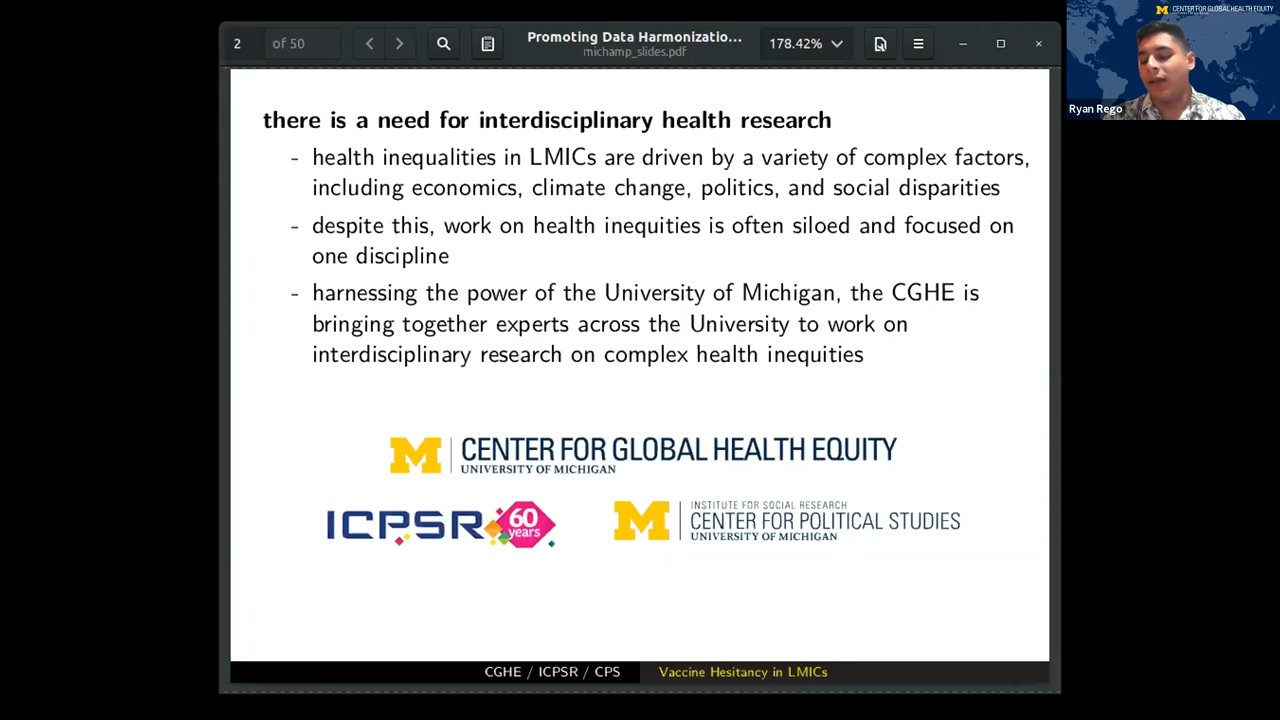 2 of 50
Promoting Data Harmonizatio...
michamp_slides.pdf
178.42%
CENTER FOR GLOBAL HEALTH EQUITY
Ryan Rego
there is a need for interdisciplinary health research
- health inequalities in LMICs are driven by a variety of complex factors,
including economics, climate change, politics, and social disparities
- despite this, work on health inequities is often siloed and focused on
one discipline
- harnessing the power of the University of Michigan, the CGHE is
bringing together experts across the University to work on
interdisciplinary research on complex health inequities
M CENTER FOR GLOBAL HEALTH EQUITY
UNIVERSITY OF MICHIGAN
ICPSR 60
years
M INSTITUTE FOR SOCIAL RESEARCH
CENTER FOR POLITICAL STUDIES
UNIVERSITY OF MICHIGAN
CGHE / ICPSR / CPS
Vaccine Hesitancy in LMICs